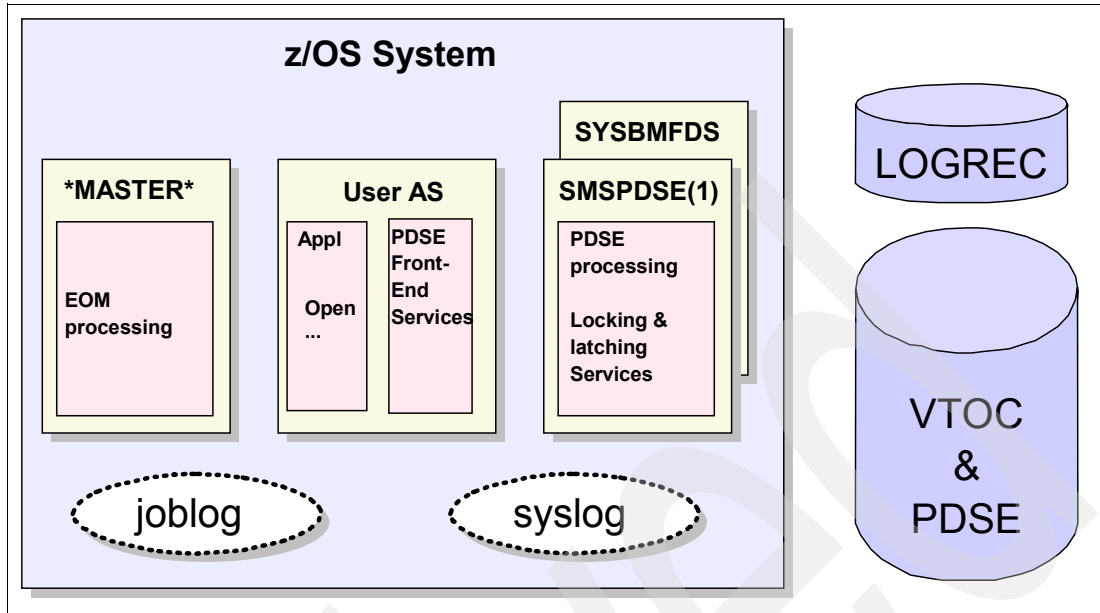 z/OS System
*MASTER*
EOM
processing
User AS
Appl
Open
...
PDSE
Front-
End
Services
SYSBMFDS
SMSPDSE(1)
PDSE
processing
Locking &
latching
Services
joblog
syslog
LOGREC
VTOC
&
PDSE